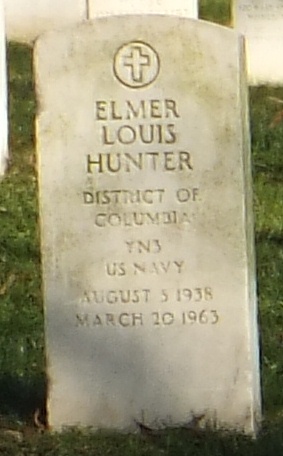 ELMER
LOUIS
HUNTER
DISTRICT OF
COLUMBIA
YN3
US NAVY
AUGUST 5 1938
MARCH 20 1963